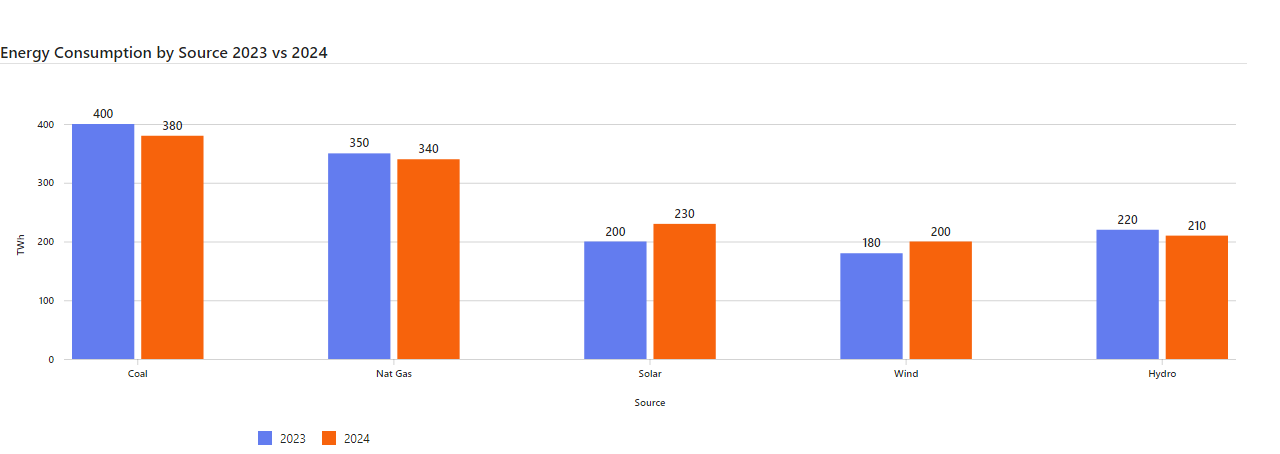 Energy Consumption by Source 2023 vs 2024
400
380
350
340
200
230
180
200
220
210
400
300
200
100
0
TWh
Coal
Nat Gas
Solar
Wind
Hydro
Source
2023
2024